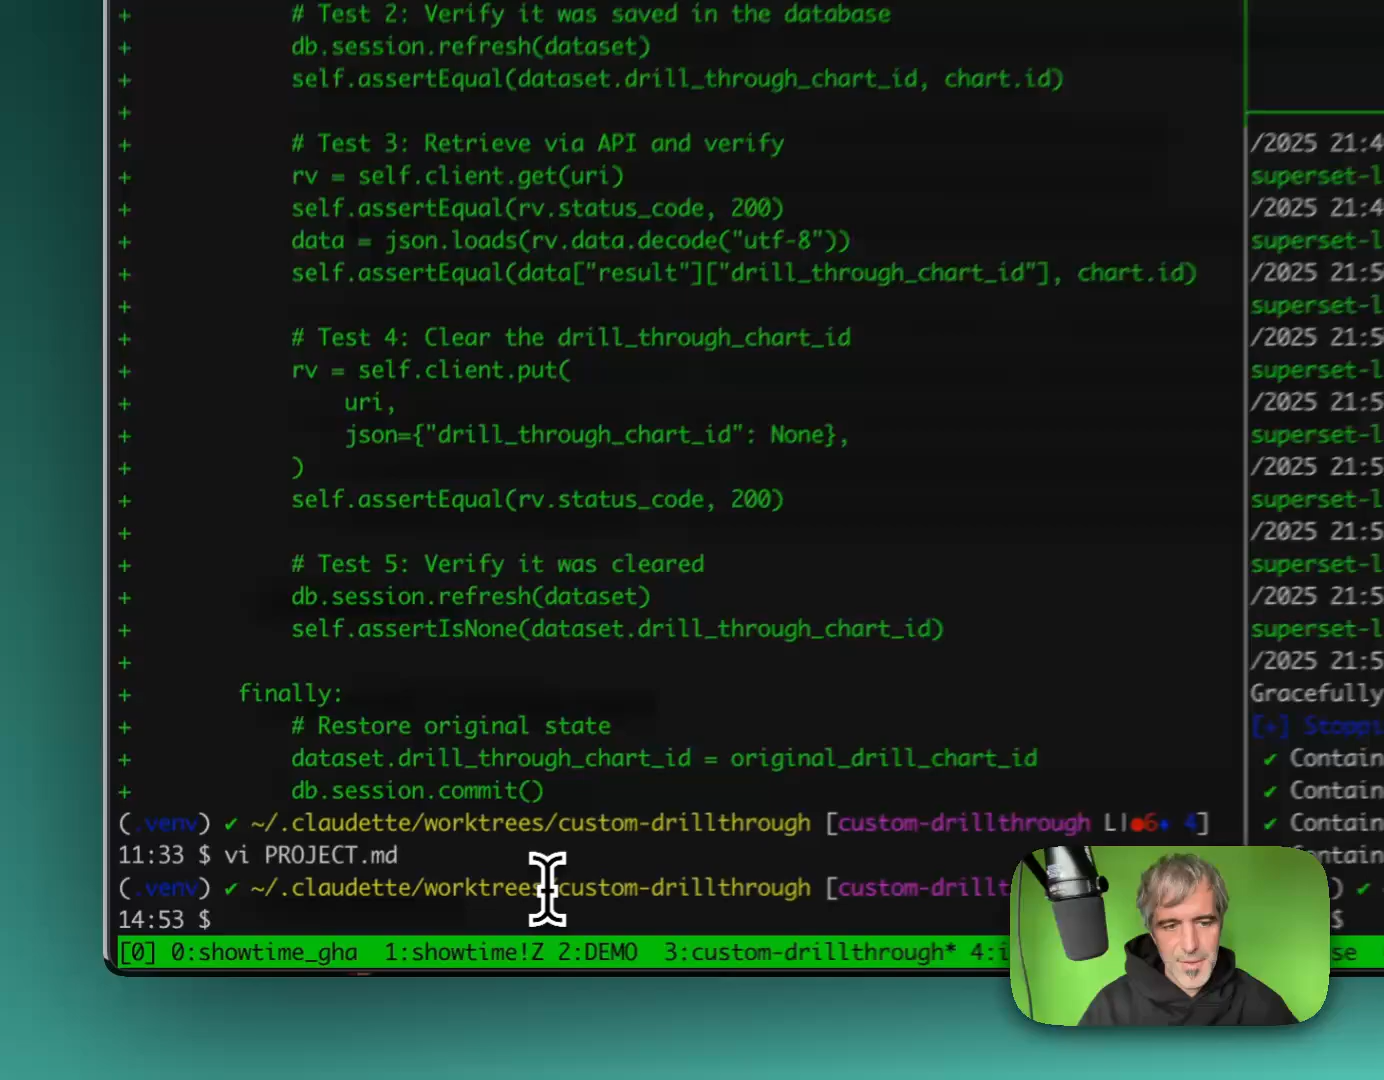 + # Test 2: Verify it was saved in the database
+ db.session.refresh(dataset)
+ self.assertEqual(dataset.drill_through_chart_id, chart.id)
+
+ # Test 3: Retrieve via API and verify
+ rv = self.client.get(uri)
+ self.assertEqual(rv.status_code, 200)
+ data = json.loads(rv.data.decode("utf-8"))
+ self.assertEqual(data["result"]["drill_through_chart_id"], chart.id)
+
+ # Test 4: Clear the drill_through_chart_id
+ rv = self.client.put(
+ uri,
+ json={"drill_through_chart_id": None},
+ )
+ self.assertEqual(rv.status_code, 200)
+
+ # Test 5: Verify it was cleared
+ db.session.refresh(dataset)
+ self.assertIsNone(dataset.drill_through_chart_id)
+
+ finally:
+ # Restore original state
+ dataset.drill_through_chart_id = original_drill_chart_id
+ db.session.commit()
(.venv) ✔ ~/.claudette/worktrees/custom-drillthrough [custom-drillthrough L|●6✦ 4]
11:33 $ vi PROJECT.md
(.venv) ✔ ~/.claudette/worktrees/custom-drillthrough [custom-drillt
14:53 $
[0] 0:showtime_gha 1:showtime!Z 2:DEMO 3:custom-drillthrough* 4:i
/2025 21:4
superset-l
/2025 21:4
superset-l
/2025 21:5
superset-l
/2025 21:5
superset-l
/2025 21:5
superset-l
/2025 21:5
superset-l
/2025 21:5
superset-l
/2025 21:5
superset-l
/2025 21:5
Gracefully
[+] Stoppi
✔ Contain
✔ Contain
✔ Contain
ontain
) ✔
$
se